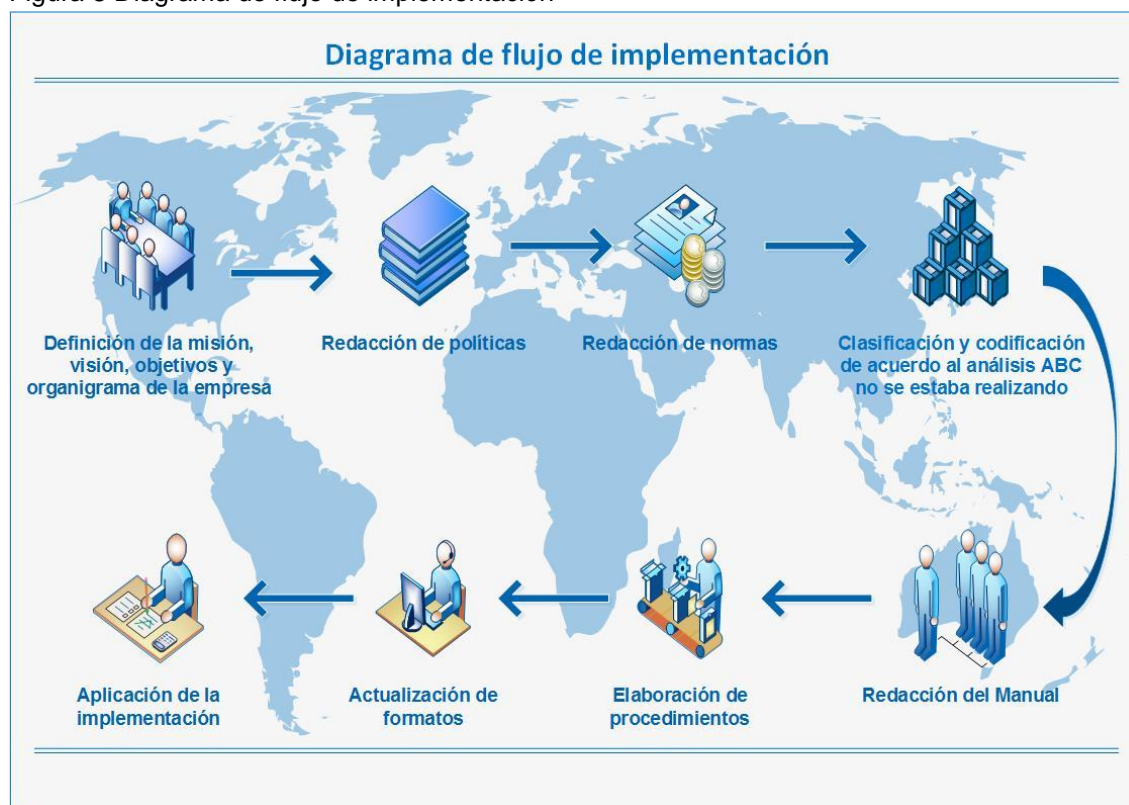 Figura Diagrama de flujo de implementación
Diagrama de flujo de implementación
Definición de la misión,
visión, objetivos y
organigrama de la empresa
Redacción de políticas
Redacción de normas
Clasificación y codificación
de acuerdo al análisis ABC
no se estaba realizando
Redacción del Manual
Elaboración de
procedimientos
Actualización de
formatos
Aplicación de la
implementación